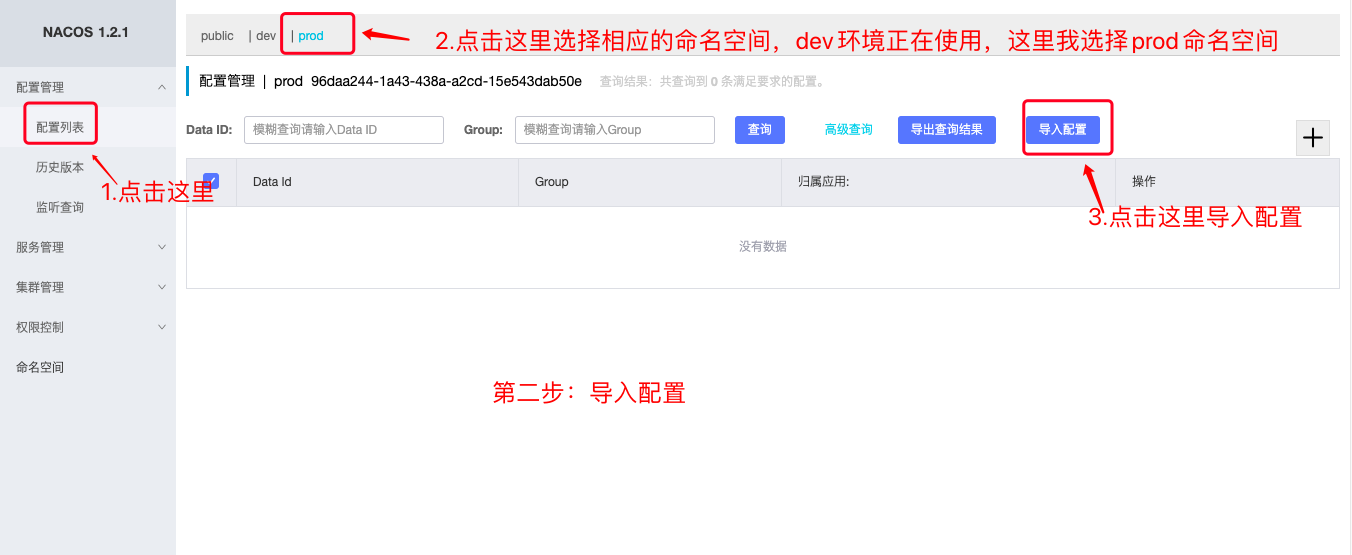 NACOS 1.2.1
public | dev | prod
2.点击这里选择相应的命名空间，dev环境正在使用，这里我选择prod命名空间
配置管理
配置管理 | prod 96daa244-1a43-438a-a2cd-15e543dab50e 查询结果：共查询到 0 条满足要求的配置。
配置列表
Data ID: 模糊查询请输入Data ID Group: 模糊查询请输入Group 查询 高级查询 导出查询结果 导入配置
历史版本
1.点击这里
Data Id Group 归属应用: 操作
监听查询
3.点击这里导入配置
服务管理
没有数据
集群管理
权限控制
命名空间
第二步：导入配置